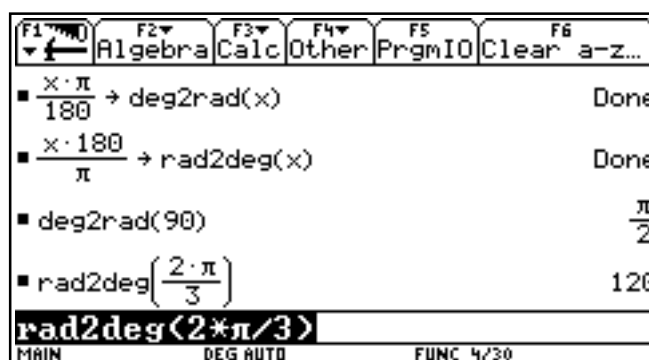 F1 F2 F3 F4 F5 F6
Algebra Calc Other PrgmIO Clear a-z…
x·π/180 → deg2rad(x) Done
x·180/π → rad2deg(x) Done
deg2rad(90) π/2
rad2deg(2·π/3) 120
rad2deg(2*π/3)
MAIN DEG AUTO FUNC 4/30